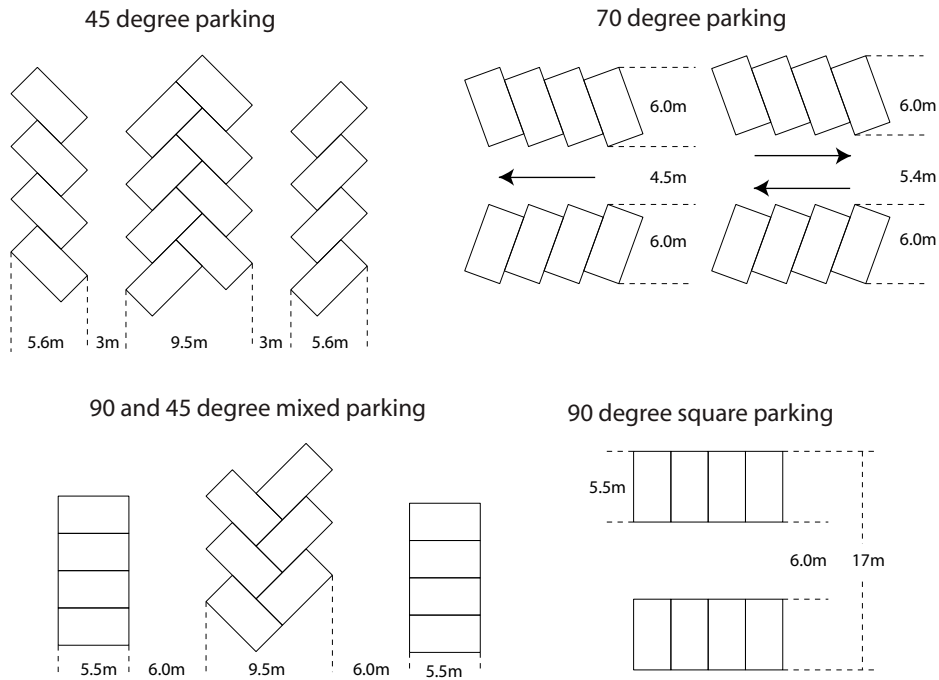 45 degree parking
5.6m 3m 9.5m 3m 5.6m
70 degree parking
6.0m
4.5m
6.0m
6.0m
5.4m
6.0m
90 and 45 degree mixed parking
5.5m 6.0m 9.5m 6.0m 5.5m
90 degree square parking
5.5m
6.0m 17m